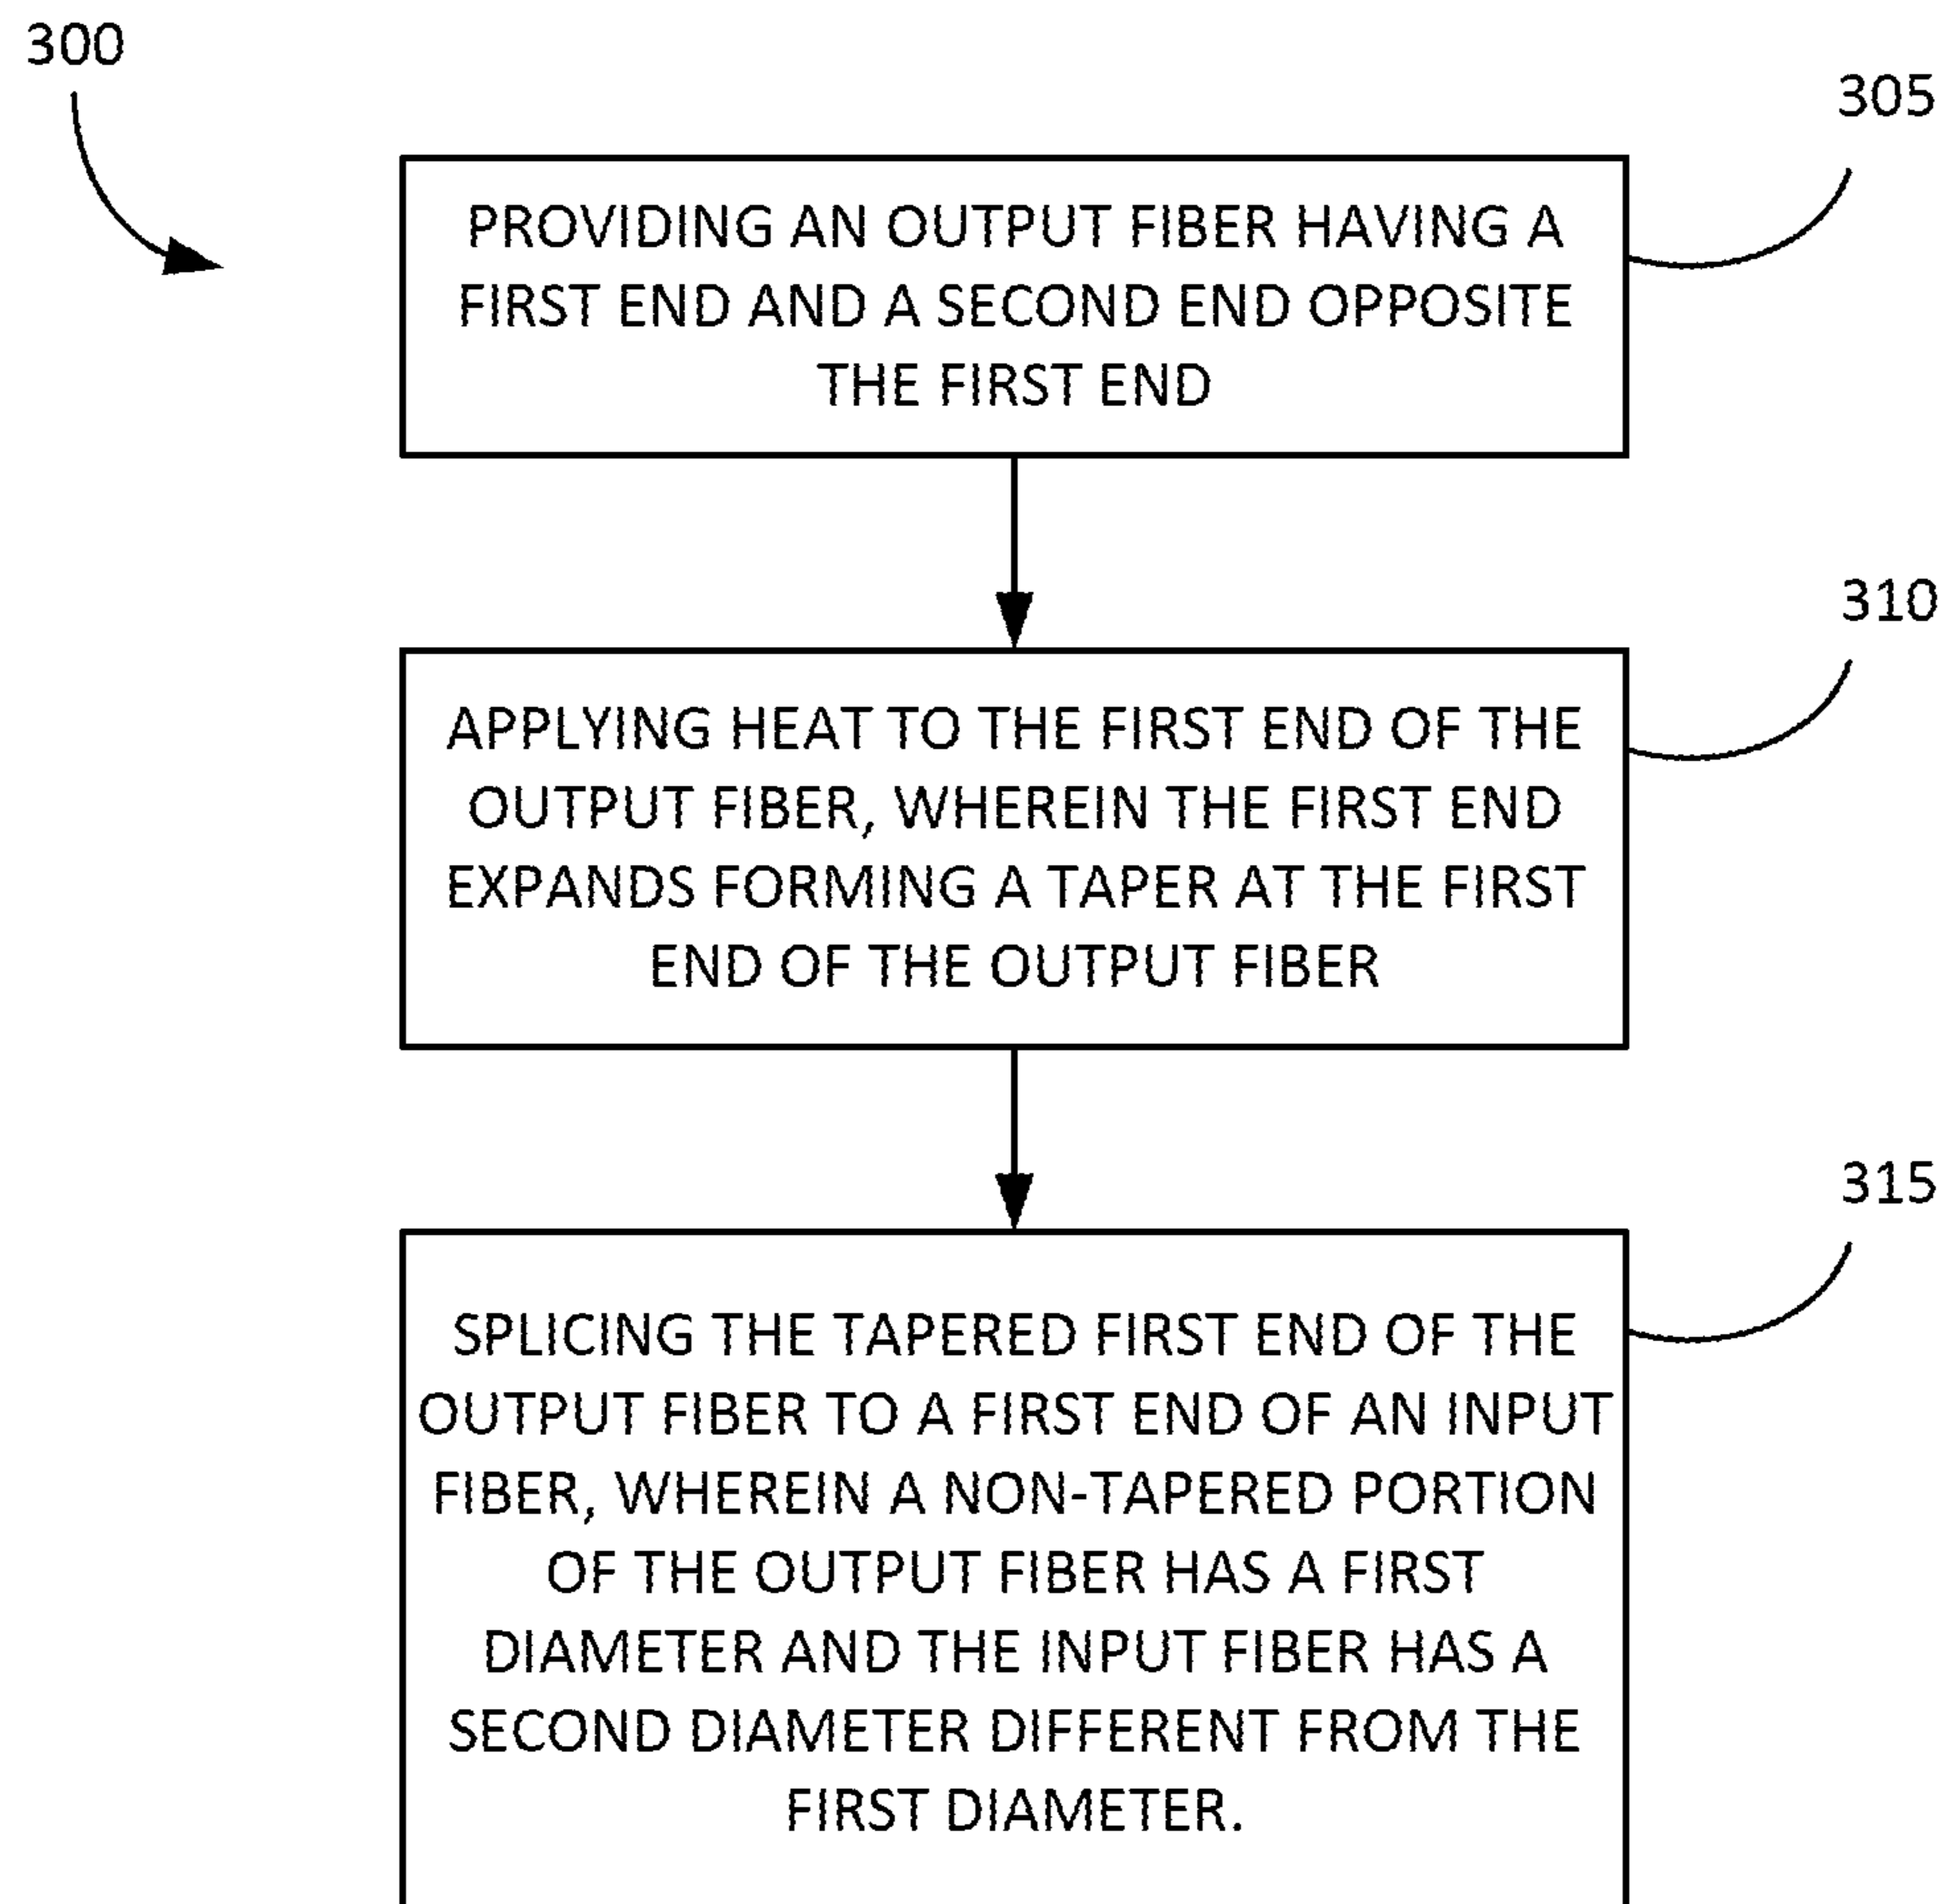 300
305
PROVIDING AN OUTPUT FIBER HAVING A
FIRST END AND A SECOND END OPPOSITE
THE FIRST END
310
APPLYING HEAT TO THE FIRST END OF THE
OUTPUT FIBER, WHEREIN THE FIRST END
EXPANDS FORMING A TAPER AT THE FIRST
END OF THE OUTPUT FIBER
315
SPLICING THE TAPERED FIRST END OF THE
OUTPUT FIBER TO A FIRST END OF AN INPUT
FIBER, WHEREIN A NON-TAPERED PORTION
OF THE OUTPUT FIBER HAS A FIRST
DIAMETER AND THE INPUT FIBER HAS A
SECOND DIAMETER DIFFERENT FROM THE
FIRST DIAMETER.